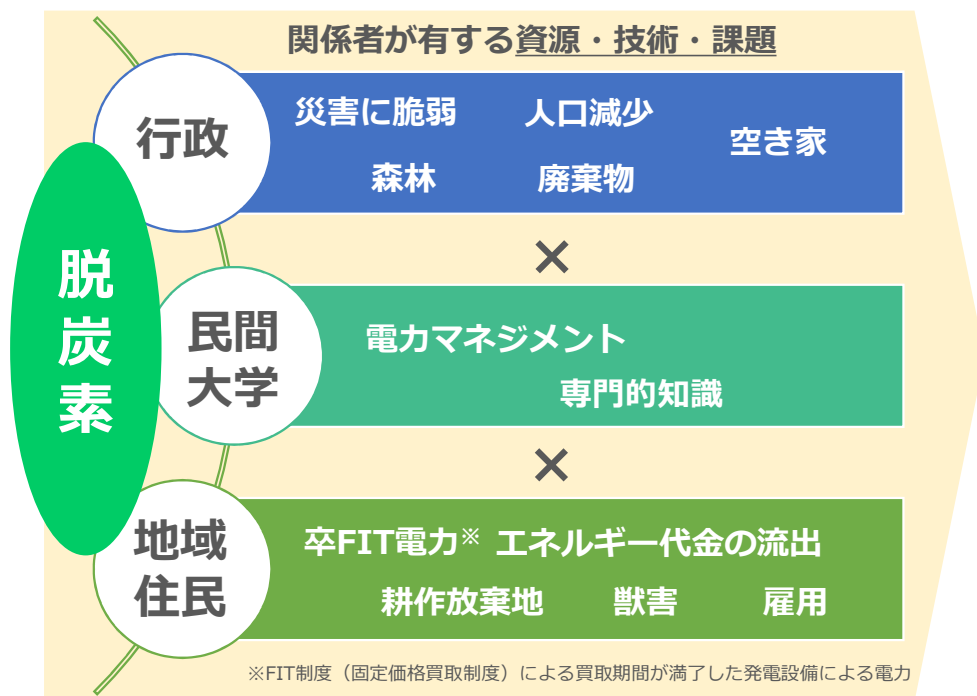 関係者が有する資源・技術・課題
脱炭素
行政
災害に脆弱 人口減少 空き家
森林 廃棄物
×
民間
大学
電力マネジメント
専門的知識
×
地域
住民
卒FIT電力※ エネルギー代金の流出
耕作放棄地 獣害 雇用
※FIT制度（固定価格買取制度）による買取期間が満了した発電設備による電力